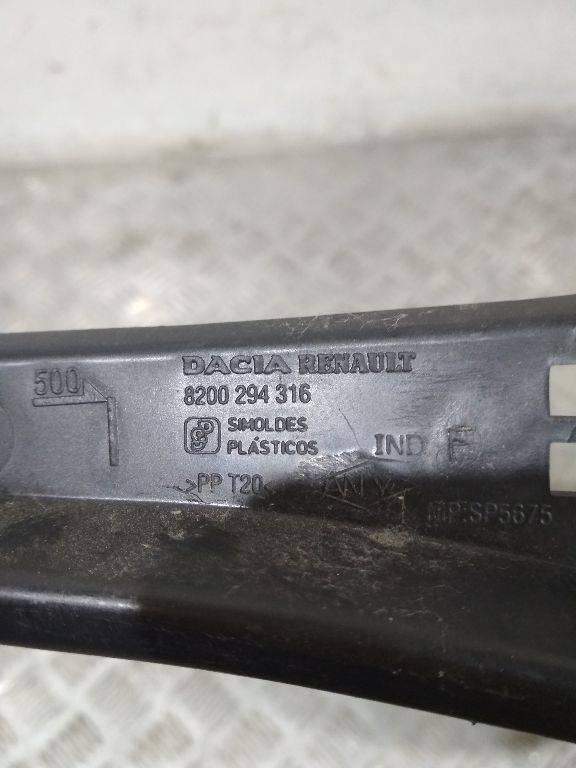 500
DACIA RENAULT
8200 294 316
SIMOLDES
PLÁSTICOS
IND F
>PP T20<
MP:SP5675